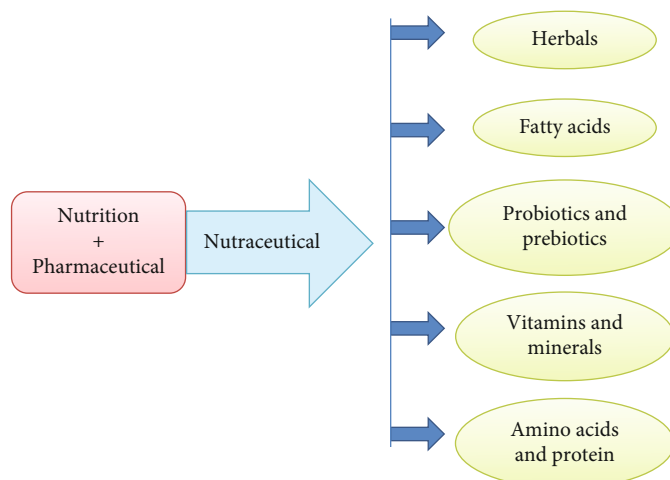 Nutrition
+
Pharmaceutical
Nutraceutical
Herbals
Fatty acids
Probiotics and
prebiotics
Vitamins and
minerals
Amino acids
and protein